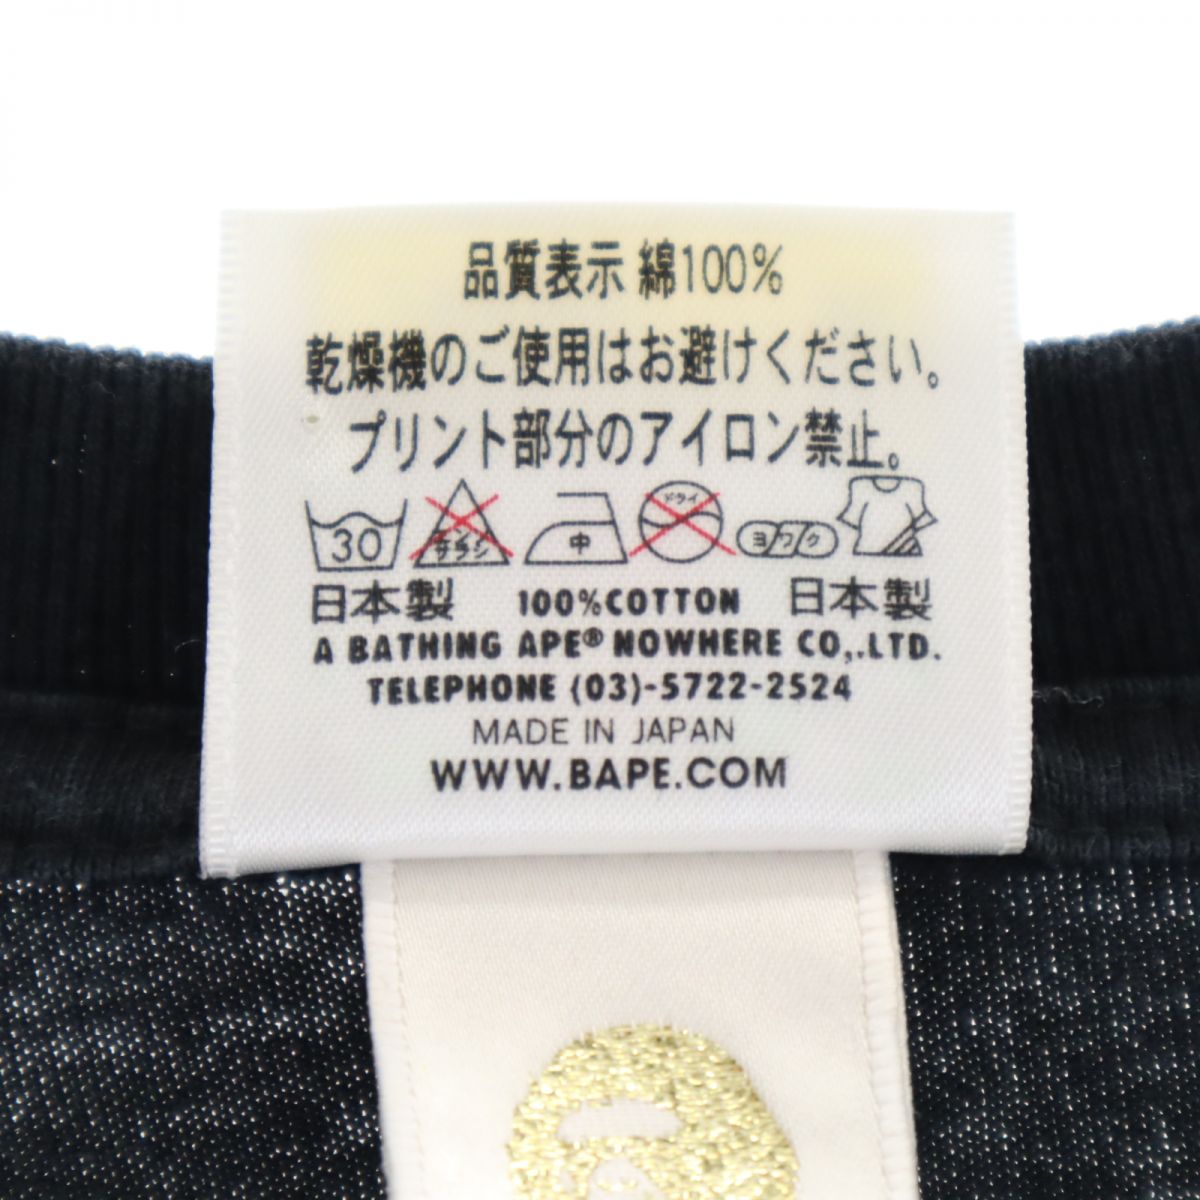 品質表示 綿100%
乾燥機のご使用はお避けください。
プリント部分のアイロン禁止。
30 エンソ サラシ 中 ドライ ヨワク
日本製 100%COTTON 日本製
A BATHING APE® NOWHERE CO,.LTD.
TELEPHONE (03)-5722-2524
MADE IN JAPAN
WWW.BAPE.COM